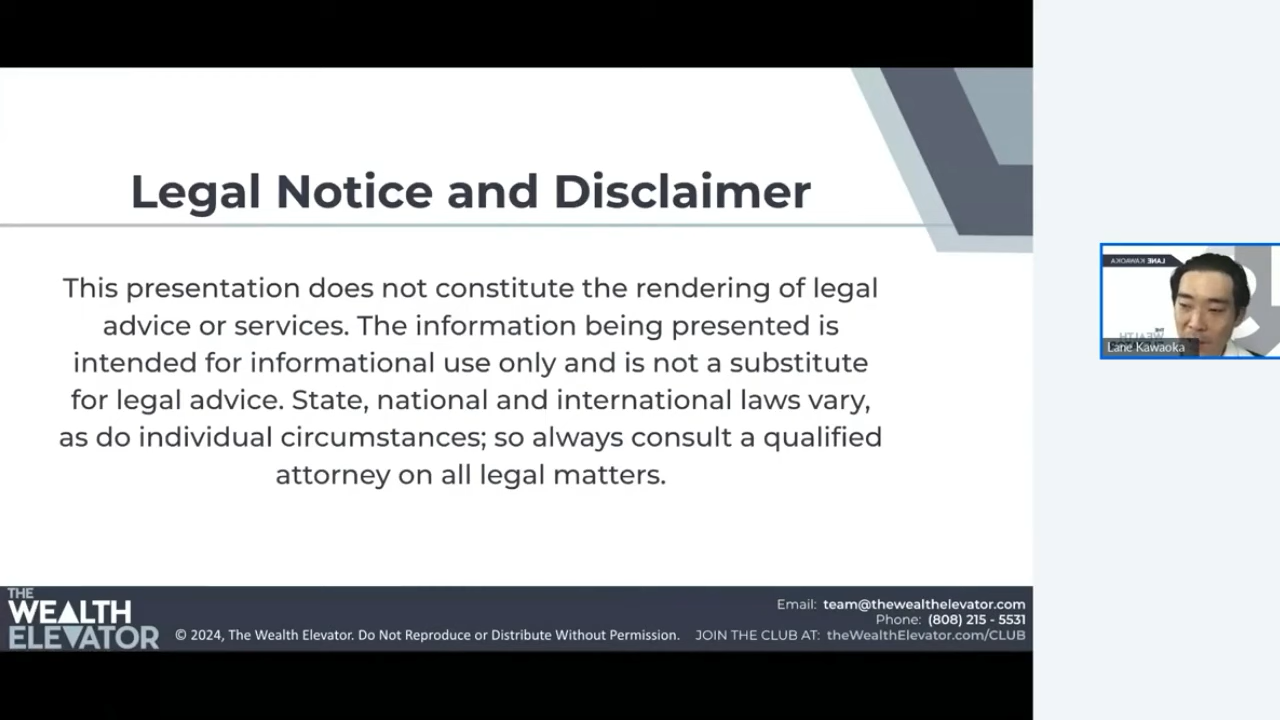 Legal Notice and Disclaimer
This presentation does not constitute the rendering of legal
advice or services. The information being presented is
intended for informational use only and is not a substitute
for legal advice. State, national and international laws vary,
as do individual circumstances; so always consult a qualified
attorney on all legal matters.
LANE KAWAOKA
THE
WEALTH
Lane Kawaoka
THE
WEALTH
ELEVATOR
© 2024, The Wealth Elevator. Do Not Reproduce or Distribute Without Permission.
Email: team@thewealthelevator.com
Phone: (808) 215 - 5531
JOIN THE CLUB AT: theWealthElevator.com/CLUB